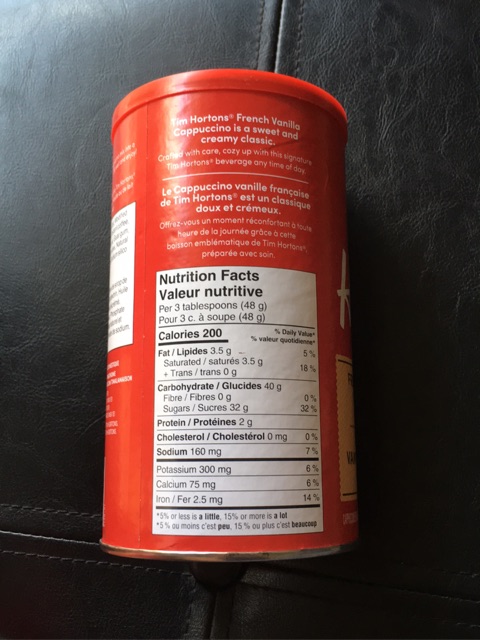 Tim Hortons® French Vanilla
Cappuccino is a sweet and
creamy classic.
Crafted with care, cozy up with this signature
Tim Hortons® beverage any time of day.
Le Cappuccino vanille française
de Tim Hortons® est un classique
doux et crémeux.
Offrez-vous un moment réconfortant à toute
heure de la journée grâce à cette
boisson emblématique de Tim Hortons®,
préparée avec soin.
Nutrition Facts
Valeur nutritive
Per 3 tablespoons (48 g)
Pour 3 c. à soupe (48 g)
Calories 200
% Daily Value*
% valeur quotidienne*
Fat / Lipides 3.5 g 5 %
Saturated / saturés 3.5 g
+ Trans / trans 0 g 18 %
Carbohydrate / Glucides 40 g
Fibre / Fibres 0 g 0 %
Sugars / Sucres 32 g 32 %
Protein / Protéines 2 g
Cholesterol / Cholestérol 0 mg 0 %
Sodium 160 mg 7 %
Potassium 300 mg 6 %
Calcium 75 mg 6 %
Iron / Fer 2.5 mg 14 %
*5% or less is a little, 15% or more is a lot
*5 % ou moins c'est peu, 15 % ou plus c'est beaucoup